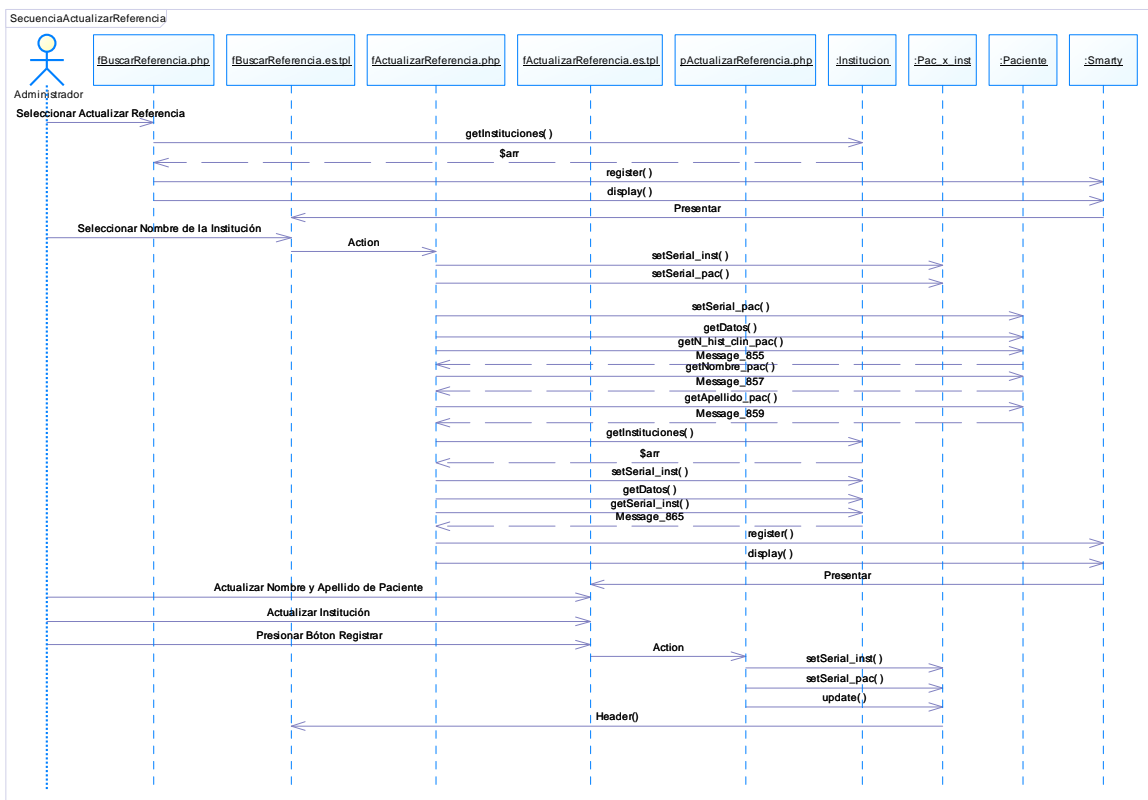 SecuenciaActualizarReferencia
fBuscarReferencia.php
fBuscarReferencia.es.tpl
fActualizarReferencia.php
fActualizarReferencia.es.tpl
pActualizarReferencia.php
:Institucion
:Pac_x_inst
:Paciente
:Smarty
Administrador
Seleccionar Actualizar Referencia
getInstituciones( )
$arr
register( )
display( )
Presentar
Seleccionar Nombre de la Institución
Action
setSerial_inst( )
setSerial_pac( )
setSerial_pac( )
getDatos( )
getN_hist_clin_pac( )
Message_855
getNombre_pac( )
Message_857
getApellido_pac( )
Message_859
getInstituciones( )
$arr
setSerial_inst( )
getDatos( )
getSerial_inst( )
Message_865
register( )
display( )
Presentar
Actualizar Nombre y Apellido de Paciente
Actualizar Institución
Presionar Bóton Registrar
Action
setSerial_inst( )
setSerial_pac( )
update( )
Header()